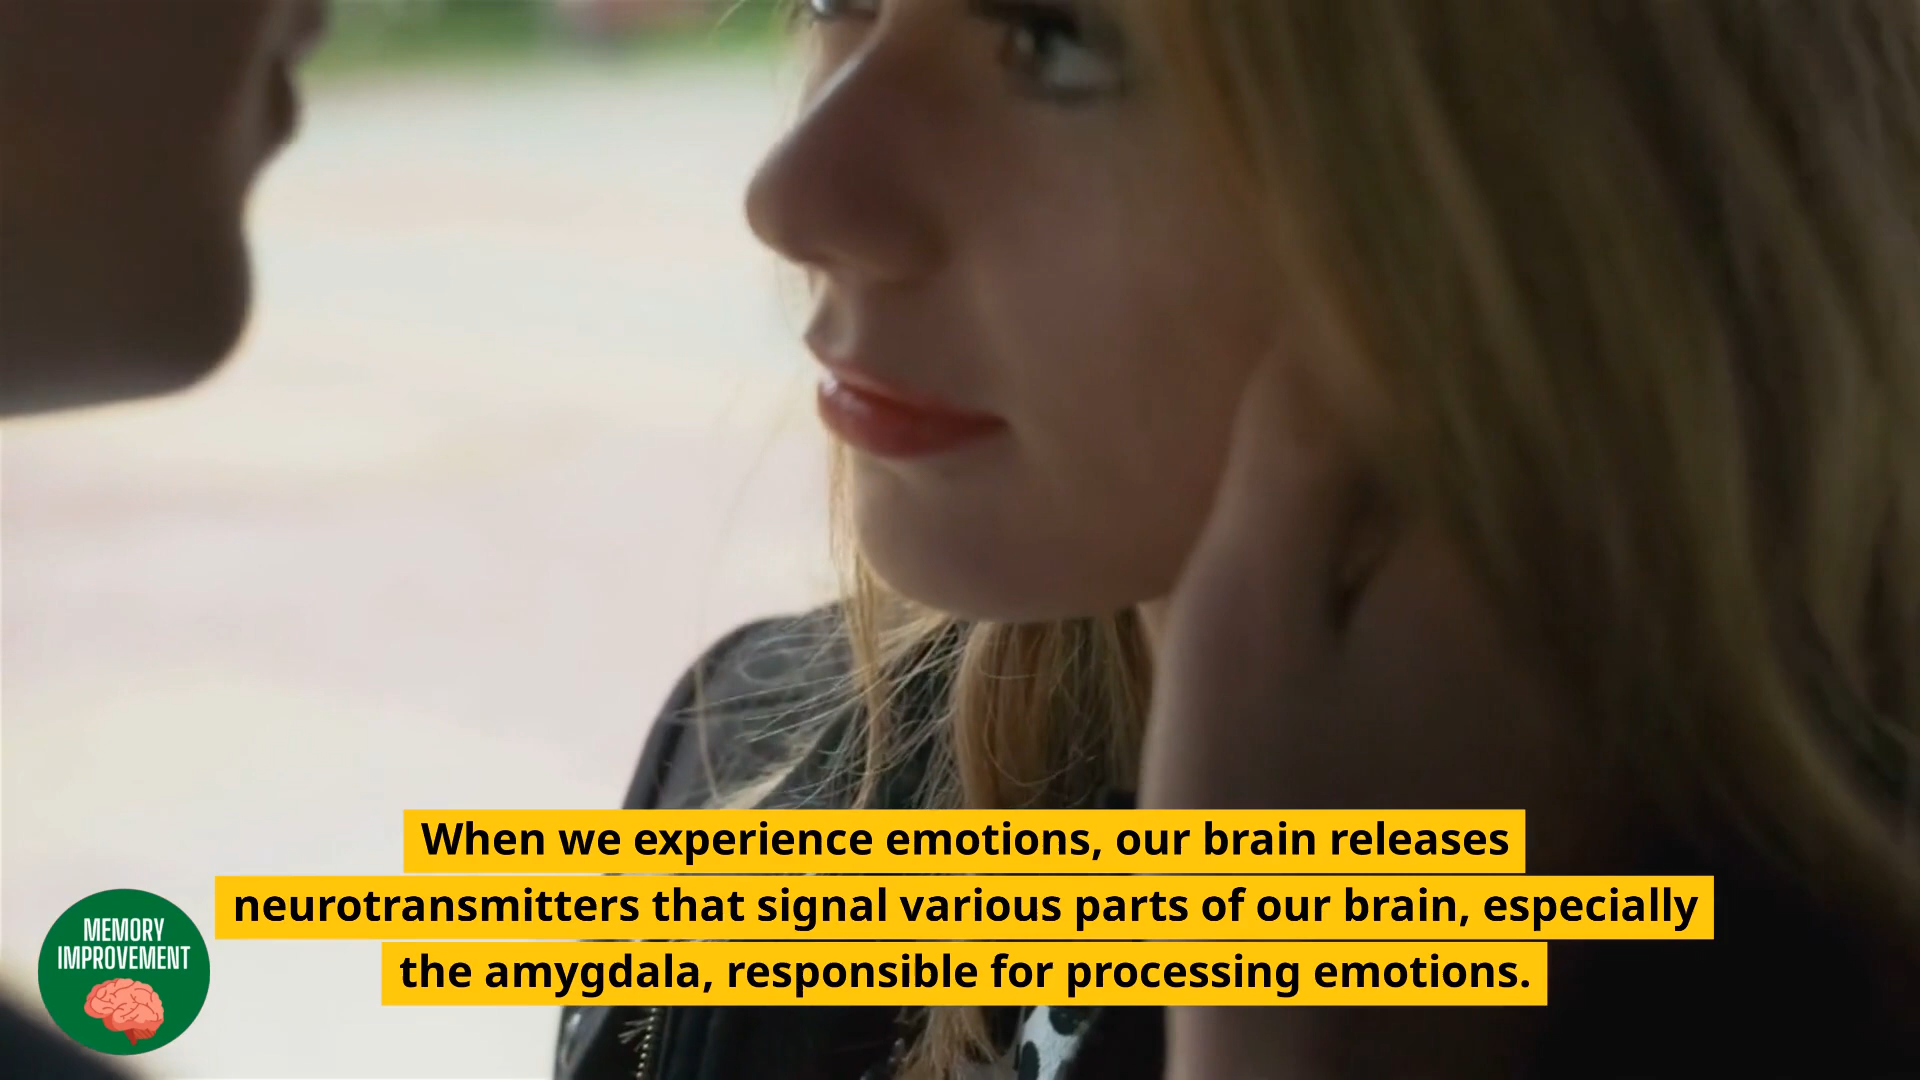 When we experience emotions, our brain releases
neurotransmitters that signal various parts of our brain, especially
the amygdala, responsible for processing emotions.
MEMORY
IMPROVEMENT